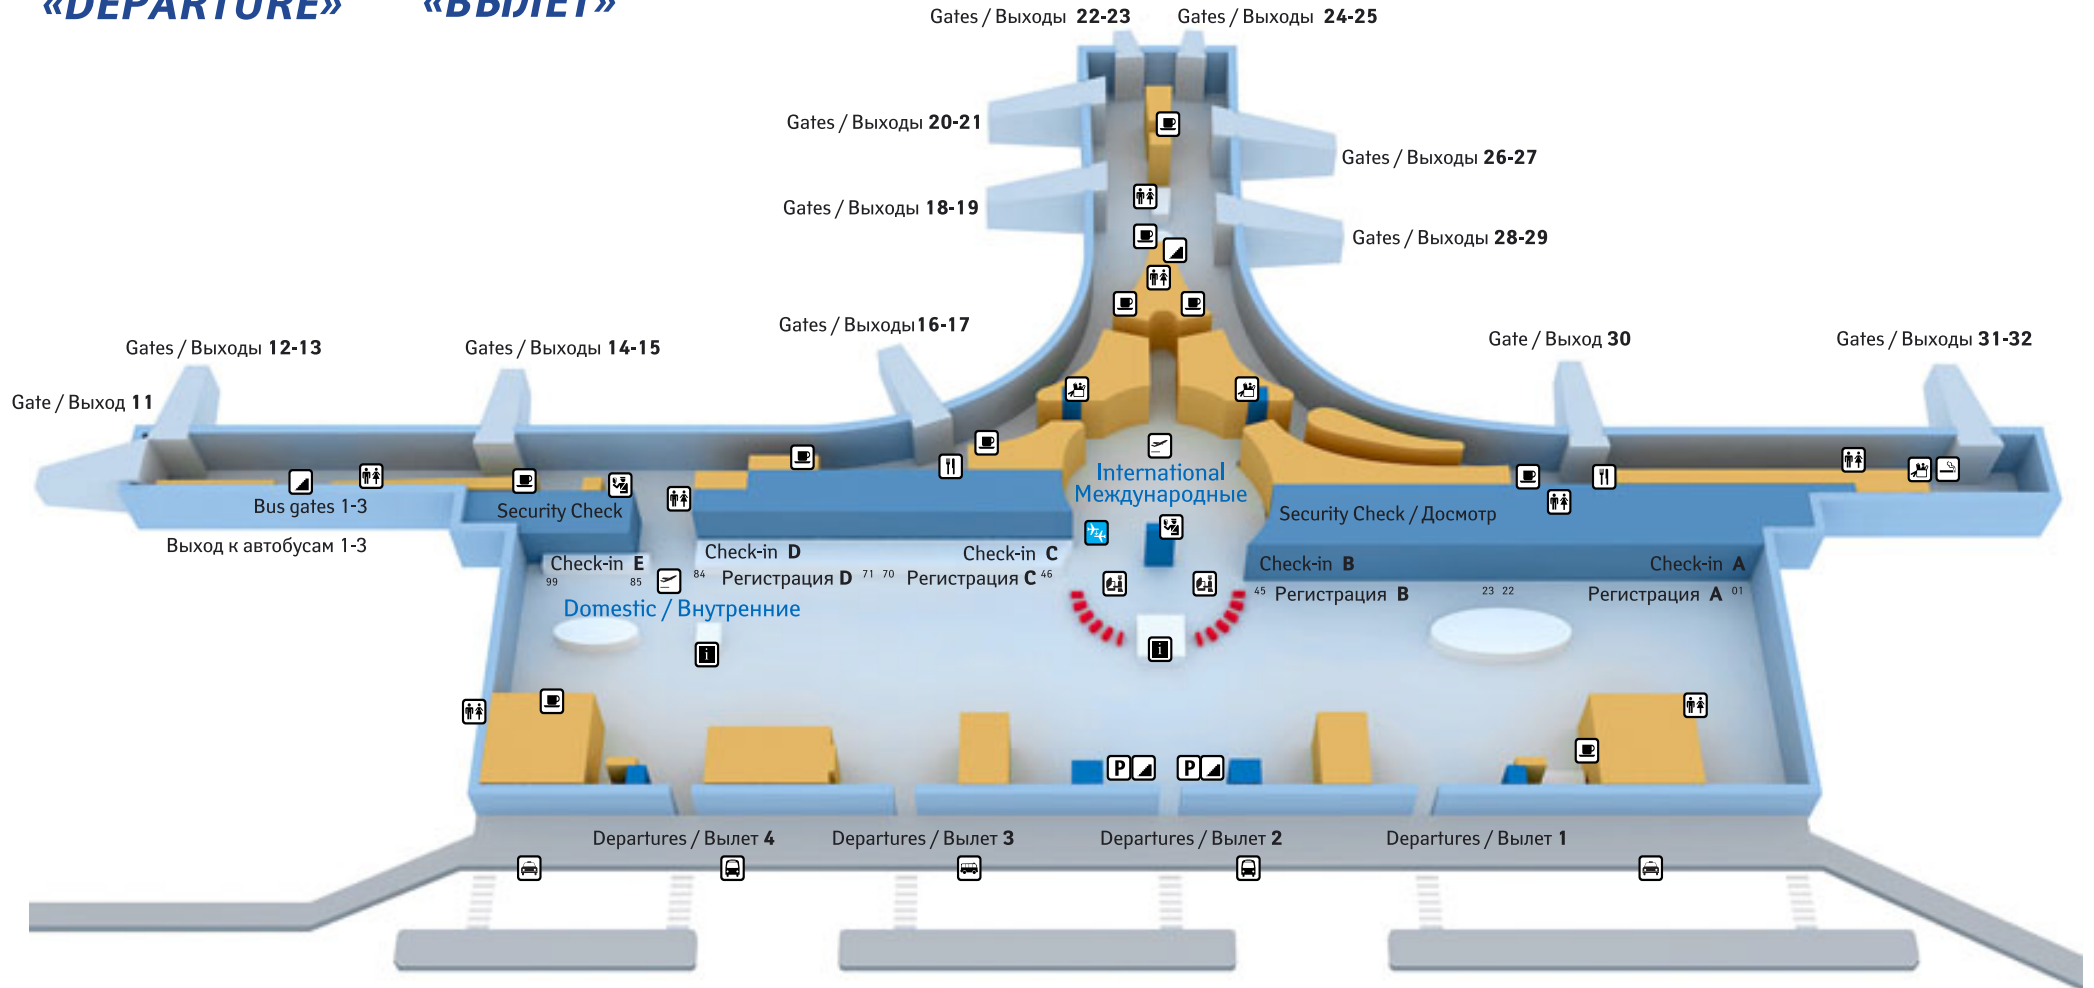 «DEPARTURE» «ВЫЛЕТ»
Gates / Выходы 22-23
Gates / Выходы 24-25
Gates / Выходы 20-21
Gates / Выходы 26-27
Gates / Выходы 18-19
Gates / Выходы 28-29
Gates / Выходы16-17
Gate / Выход 30
Gates / Выходы 12-13
Gates / Выходы 14-15
Gates / Выходы 31-32
Gate / Выход 11
International
Международные
Bus gates 1-3
Security Check
Security Check / Досмотр
Выход к автобусам 1-3
Check-in E
Check-in D
Check-in C
Check-in B
Check-in A
99 85
84 Регистрация D 71 70 Регистрация C 46
45 Регистрация B 23 22 Регистрация A 01
Domestic / Внутренние
i
i
P
P
Departures / Вылет 4
Departures / Вылет 3
Departures / Вылет 2
Departures / Вылет 1